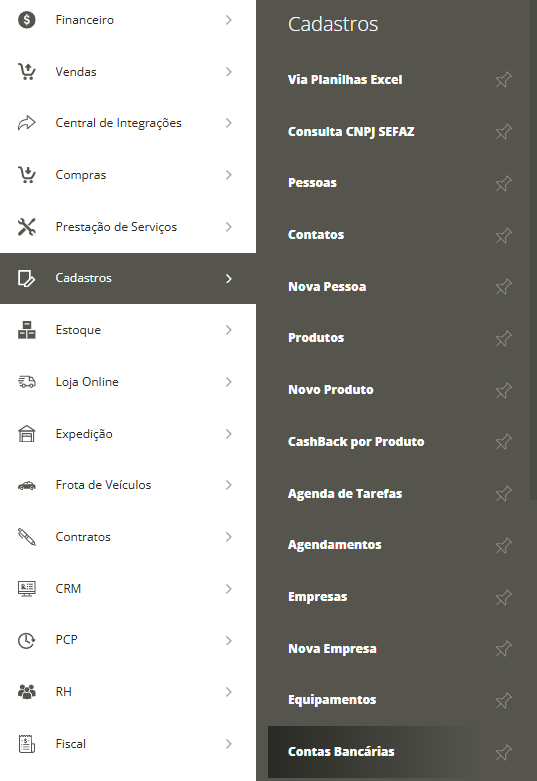 Financeiro
Vendas
Central de Integrações
Compras
Prestação de Serviços
Cadastros
Estoque
Loja Online
Expedição
Frota de Veículos
Contratos
CRM
PCP
RH
Fiscal
Cadastros
Via Planilhas Excel
Consulta CNPJ SEFAZ
Pessoas
Contatos
Nova Pessoa
Produtos
Novo Produto
CashBack por Produto
Agenda de Tarefas
Agendamentos
Empresas
Nova Empresa
Equipamentos
Contas Bancárias